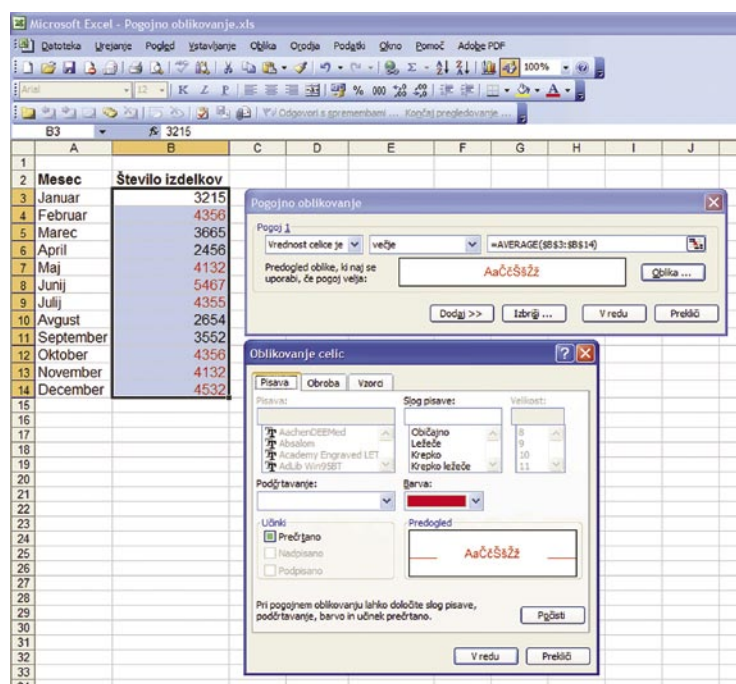 Microsoft Excel - Pogojno oblikovanje.xls
Datoteka Urejanje Pogled Vstavljanje Oblika Orodja Podatki Okno Pomoč Adobe PDF
100%
Arial 12 K L P % 000
Odgovori s spremembami ... Končaj pregledovanje ...
B3 fx 3215
A B C D E F G H I J
1
2 Mesec Število izdelkov
3 Januar 3215
4 Februar 4356
5 Marec 3665
6 April 2456
7 Maj 4132
8 Junij 5467
9 Julij 4355
10 Avgust 2654
11 September 3552
12 Oktober 4356
13 November 4132
14 December 4532
15
16
17
18
19
20
21
22
23
24
25
26
27
28
29
30
31
32
33
Pogojno oblikovanje
Pogoj 1
Vrednost celice je večje =AVERAGE($B$3:$B$14)
Predogled oblike, ki naj se
uporabi, če pogoj velja:
AaČčŠšŽž
Oblika ...
Dodaj >> Izbriši ... V redu Prekliči
Oblikovanje celic
Pisava Obroba Vzorci
Pisava: Slog pisave: Velikost:
AachenDEEMed Običajno 8
Absalom Ležeče 9
Academy Engraved LET Krepko 10
AdLib Win95BT Krepko ležeče 11
Podčrtavanje: Barva:
Učinki Predogled
Prečrtano
Nadpisano AaČčŠšŽž
Podpisano
Pri pogojnem oblikovanju lahko določite slog pisave,
podčrtavanje, barvo in učinek prečrtano.
Počisti
V redu Prekliči